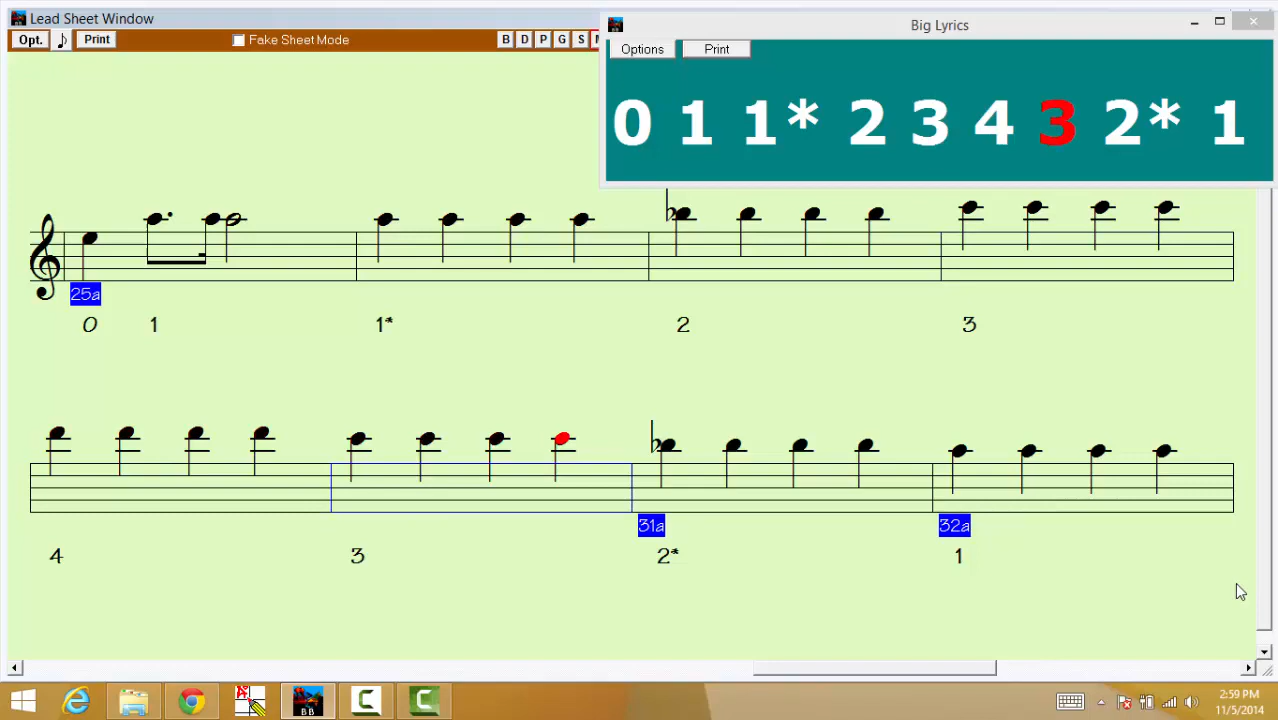 Lead Sheet Window
Big Lyrics
Opt. Print Fake Sheet Mode B D P G S
Options Print
0 1 1* 2 3 4 3 2* 1
25a
0 1 1* 2 3
31a 32a
4 3 2* 1
BB
2:59 PM
11/5/2014